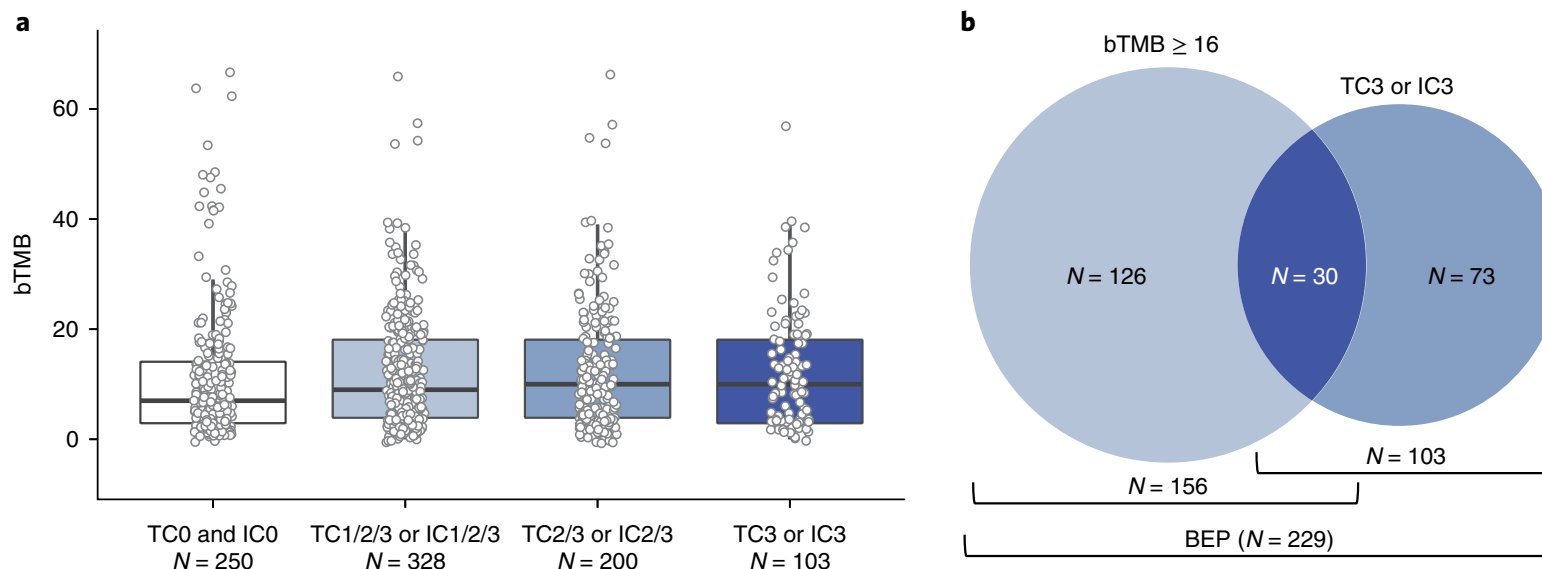 a
bTMB
60
40
20
0
TC0 and IC0
N = 250
TC1/2/3 or IC1/2/3
N = 328
TC2/3 or IC2/3
N = 200
TC3 or IC3
N = 103
b
bTMB ≥ 16
TC3 or IC3
N = 126
N = 30
N = 73
N = 103
N = 156
BEP (N = 229)